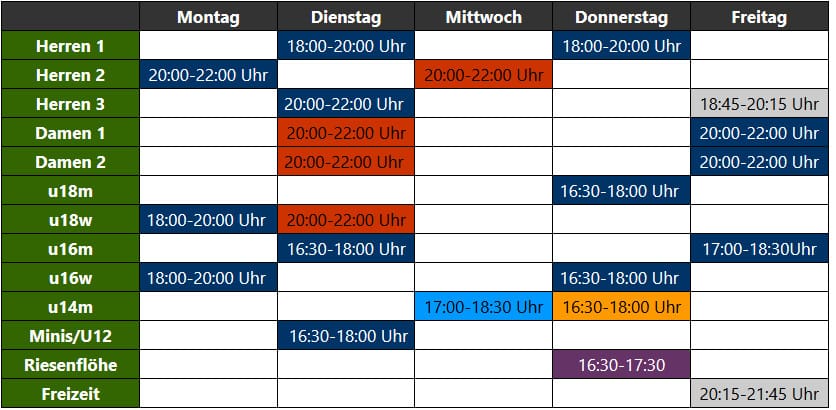 Montag Dienstag Mittwoch Donnerstag Freitag
Herren 1 18:00-20:00 Uhr 18:00-20:00 Uhr
Herren 2 20:00-22:00 Uhr 20:00-22:00 Uhr
Herren 3 20:00-22:00 Uhr 18:45-20:15 Uhr
Damen 1 20:00-22:00 Uhr 20:00-22:00 Uhr
Damen 2 20:00-22:00 Uhr 20:00-22:00 Uhr
u18m 16:30-18:00 Uhr
u18w 18:00-20:00 Uhr 20:00-22:00 Uhr
u16m 16:30-18:00 Uhr 17:00-18:30Uhr
u16w 18:00-20:00 Uhr 16:30-18:00 Uhr
u14m 17:00-18:30 Uhr 16:30-18:00 Uhr
Minis/U12 16:30-18:00 Uhr
Riesenflöhe 16:30-17:30
Freizeit 20:15-21:45 Uhr